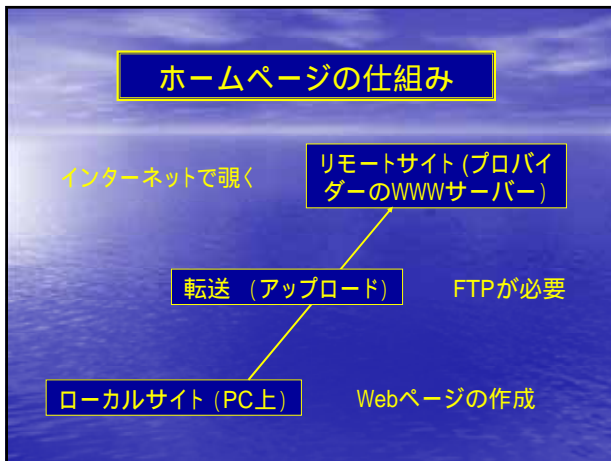 ホームページの仕組み
インターネットで覗く
リモートサイト(プロバイ
ダーのWWWサーバー)
転送 (アップロード)
FTPが必要
ローカルサイト(PC上)
Webページの作成